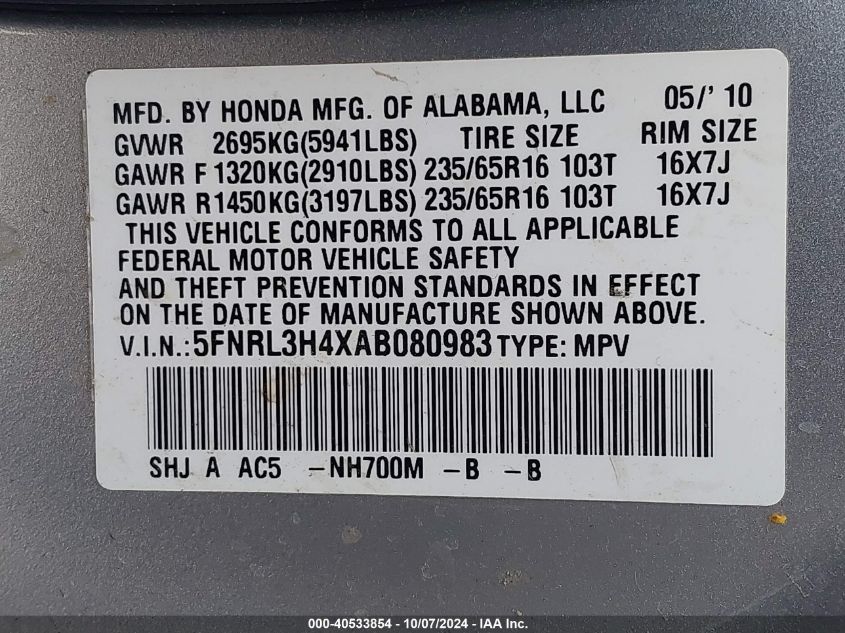 MFD. BY HONDA MFG. OF ALABAMA, LLC 05/' 10
GVWR 2695KG(5941LBS) TIRE SIZE RIM SIZE
GAWR F 1320KG(2910LBS) 235/65R16 103T 16X7J
GAWR R1450KG(3197LBS) 235/65R16 103T 16X7J
THIS VEHICLE CONFORMS TO ALL APPLICABLE
FEDERAL MOTOR VEHICLE SAFETY
AND THEFT PREVENTION STANDARDS IN EFFECT
ON THE DATE OF MANUFACTURE SHOWN ABOVE.
V.I.N.:5FNRL3H4XAB080983 TYPE: MPV
SHJ A AC5 -NH700M -B -B
000-40533854 - 10/07/2024 - IAA Inc.